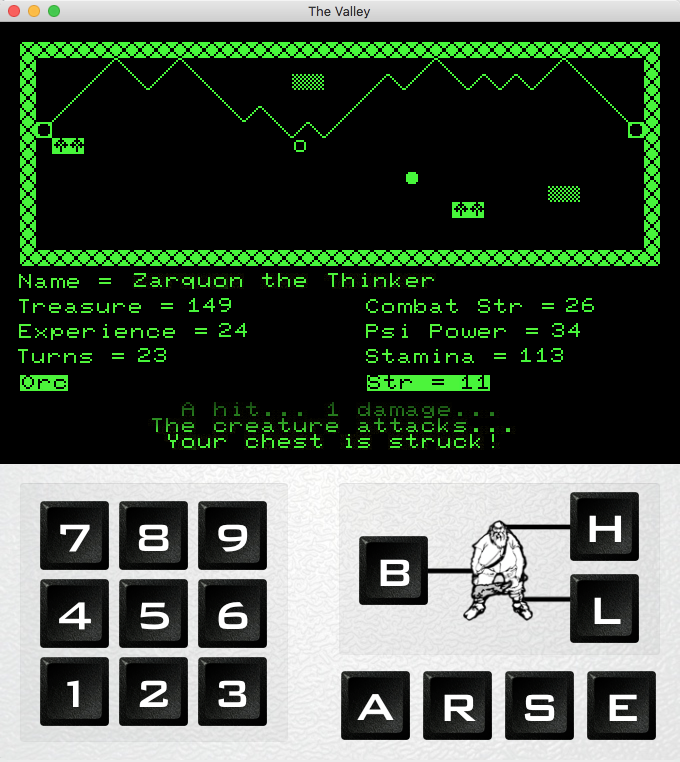 The Valley
Name = Zarquon the Thinker
Treasure = 149 Combat Str = 26
Experience = 24 Psi Power = 34
Turns = 23 Stamina = 113
Orc Str = 11
A hit... 1 damage...
The creature attacks...
Your chest is struck!
7 8 9 H
B
4 5 6 L
1 2 3 A R S E